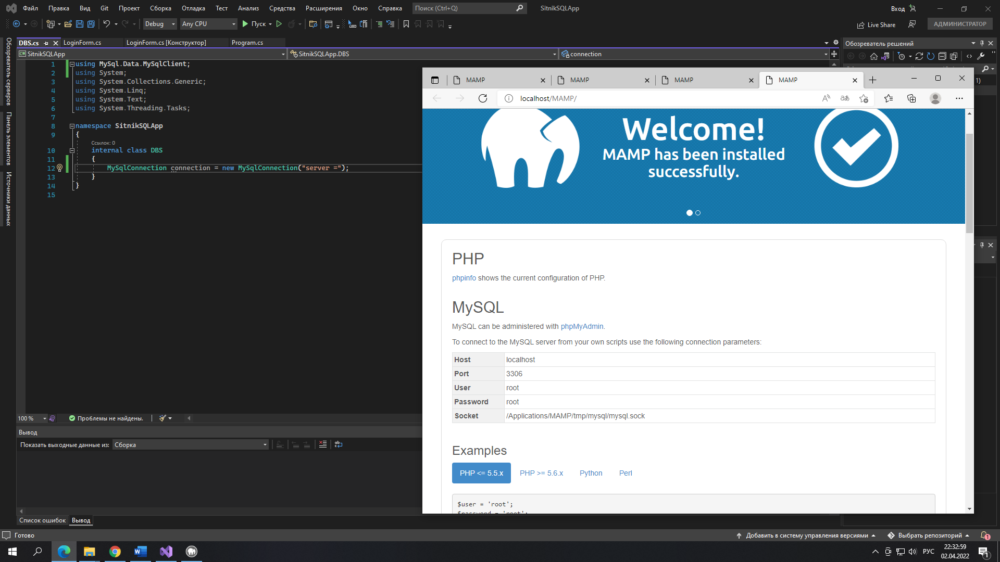 Файл Правка Вид Git Проект Сборка Отладка Тест Анализ Средства Расширения Окно Справка Поиск (Ctrl+Q) SitnikSQLApp Вход
Debug Any CPU Пуск Live Share АДМИНИСТРАТОР
Обозреватель серверов
Панель элементов
Источники данных
DBS.cs LoginForm.cs LoginForm.cs [Конструктор] Program.cs
SitnikSQLApp SitnikSQLApp.DBS connection
1 using MySql.Data.MySqlClient;
2 using System;
3 using System.Collections.Generic;
4 using System.Linq;
5 using System.Text;
6 using System.Threading.Tasks;
7
8 namespace SitnikSQLApp
9 {
Ссылок: 0
10 internal class DBS
11 {
12 MySqlConnection connection = new MySqlConnection("server =");
13 }
14 }
15
100 % Проблемы не найдены.
Вывод
Показать выходные данные из: Сборка
Список ошибок Вывод
Обозреватель решений
1)
MAMP MAMP MAMP MAMP
localhost/MAMP/
Welcome!
MAMP has been installed
successfully.
PHP
phpinfo shows the current configuration of PHP.
MySQL
MySQL can be administered with phpMyAdmin.
To connect to the MySQL server from your own scripts use the following connection parameters:
Host localhost
Port 3306
User root
Password root
Socket /Applications/MAMP/tmp/mysql/mysql.sock
Examples
PHP <= 5.5.x PHP >= 5.6.x Python Perl
$user = 'root';
$password = 'root';
Готово Добавить в систему управления версиями Выбрать репозиторий 1
РУС 22:32:59
02.04.2022 1